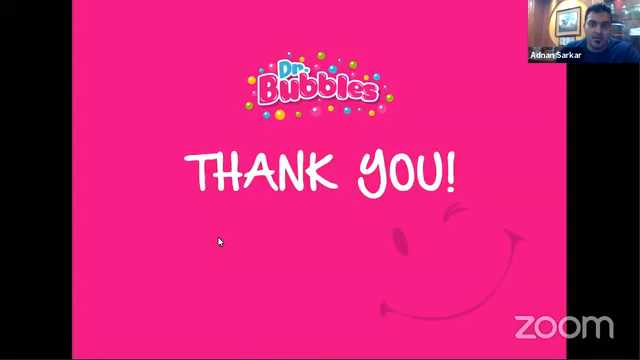 Adnan Sarkar
Dr.
Bubbles
THANK YOU!
zoom